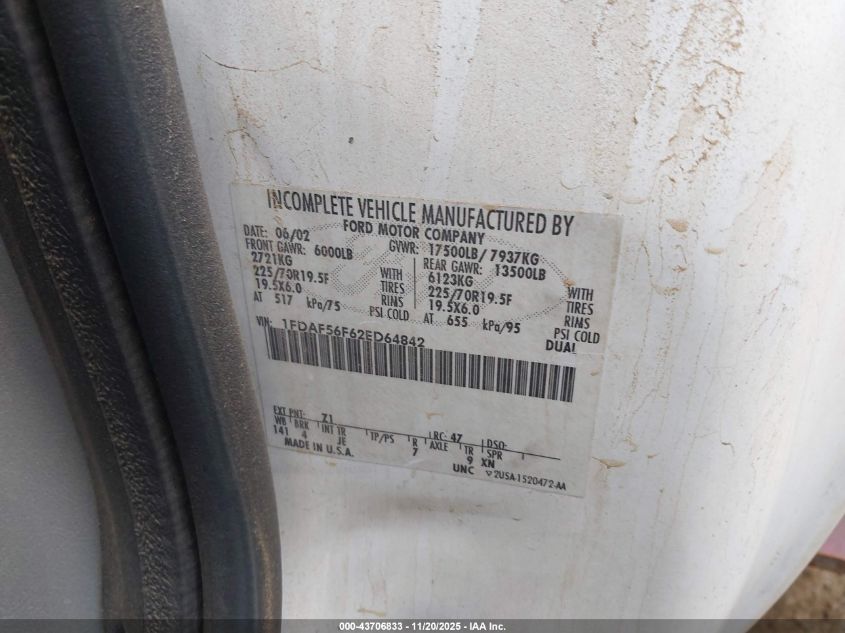 INCOMPLETE VEHICLE MANUFACTURED BY
FORD MOTOR COMPANY
DATE: 06/02 GVWR: 17500LB/ 7937KG
FRONT GAWR: 6000LB REAR GAWR: 13500LB
2721KG WITH 6123KG WITH
225/70R19.5F TIRES 225/70R19.5F TIRES
19.5X6.0 RINS 19.5X6.0 RINS
AT 517 kPa/75 PSI COLD AT 655 kPa/95 PSI COLD
DUAL
VIN: 1FDAF56F62ED64842
EXT PNT: Z1 RC: 47 DSO:
WB BRK INT TR TP/PS R AXLE TR SPR
141 4 JE 7 9 XN
MADE IN U.S.A. UNC ▽2USA-1520472-AA
000-43706833 - 11/20/2025 - IAA Inc.